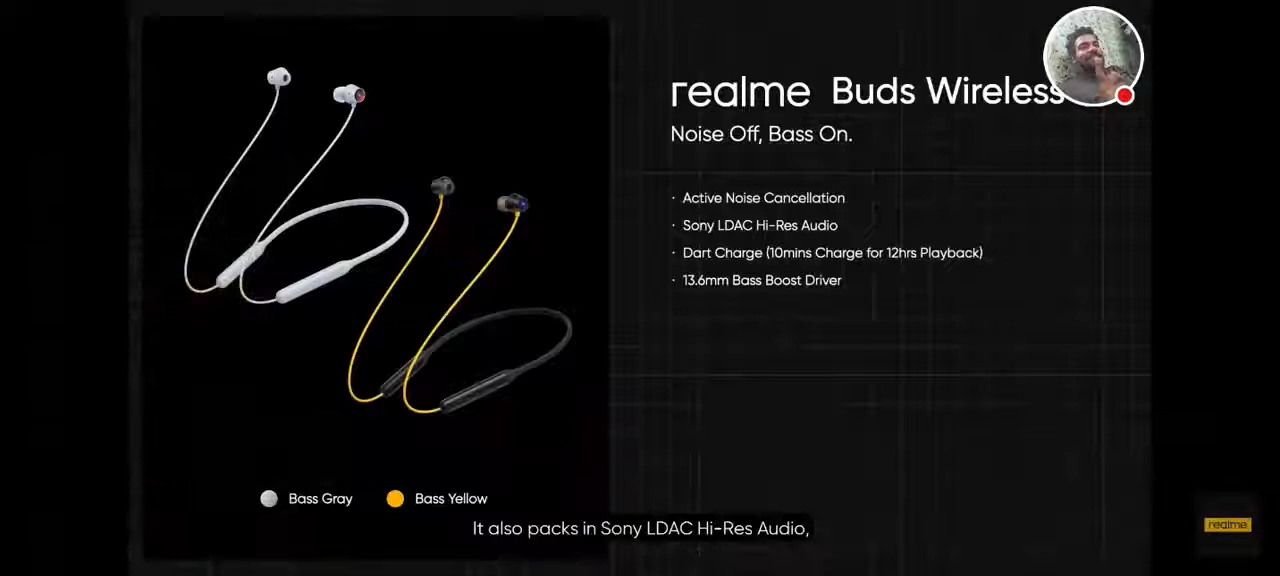 realme Buds Wireless
Noise Off, Bass On.
· Active Noise Cancellation
· Sony LDAC Hi-Res Audio
· Dart Charge (10mins Charge for 12hrs Playback)
· 13.6mm Bass Boost Driver
Bass Gray Bass Yellow
It also packs in Sony LDAC Hi-Res Audio,
realme